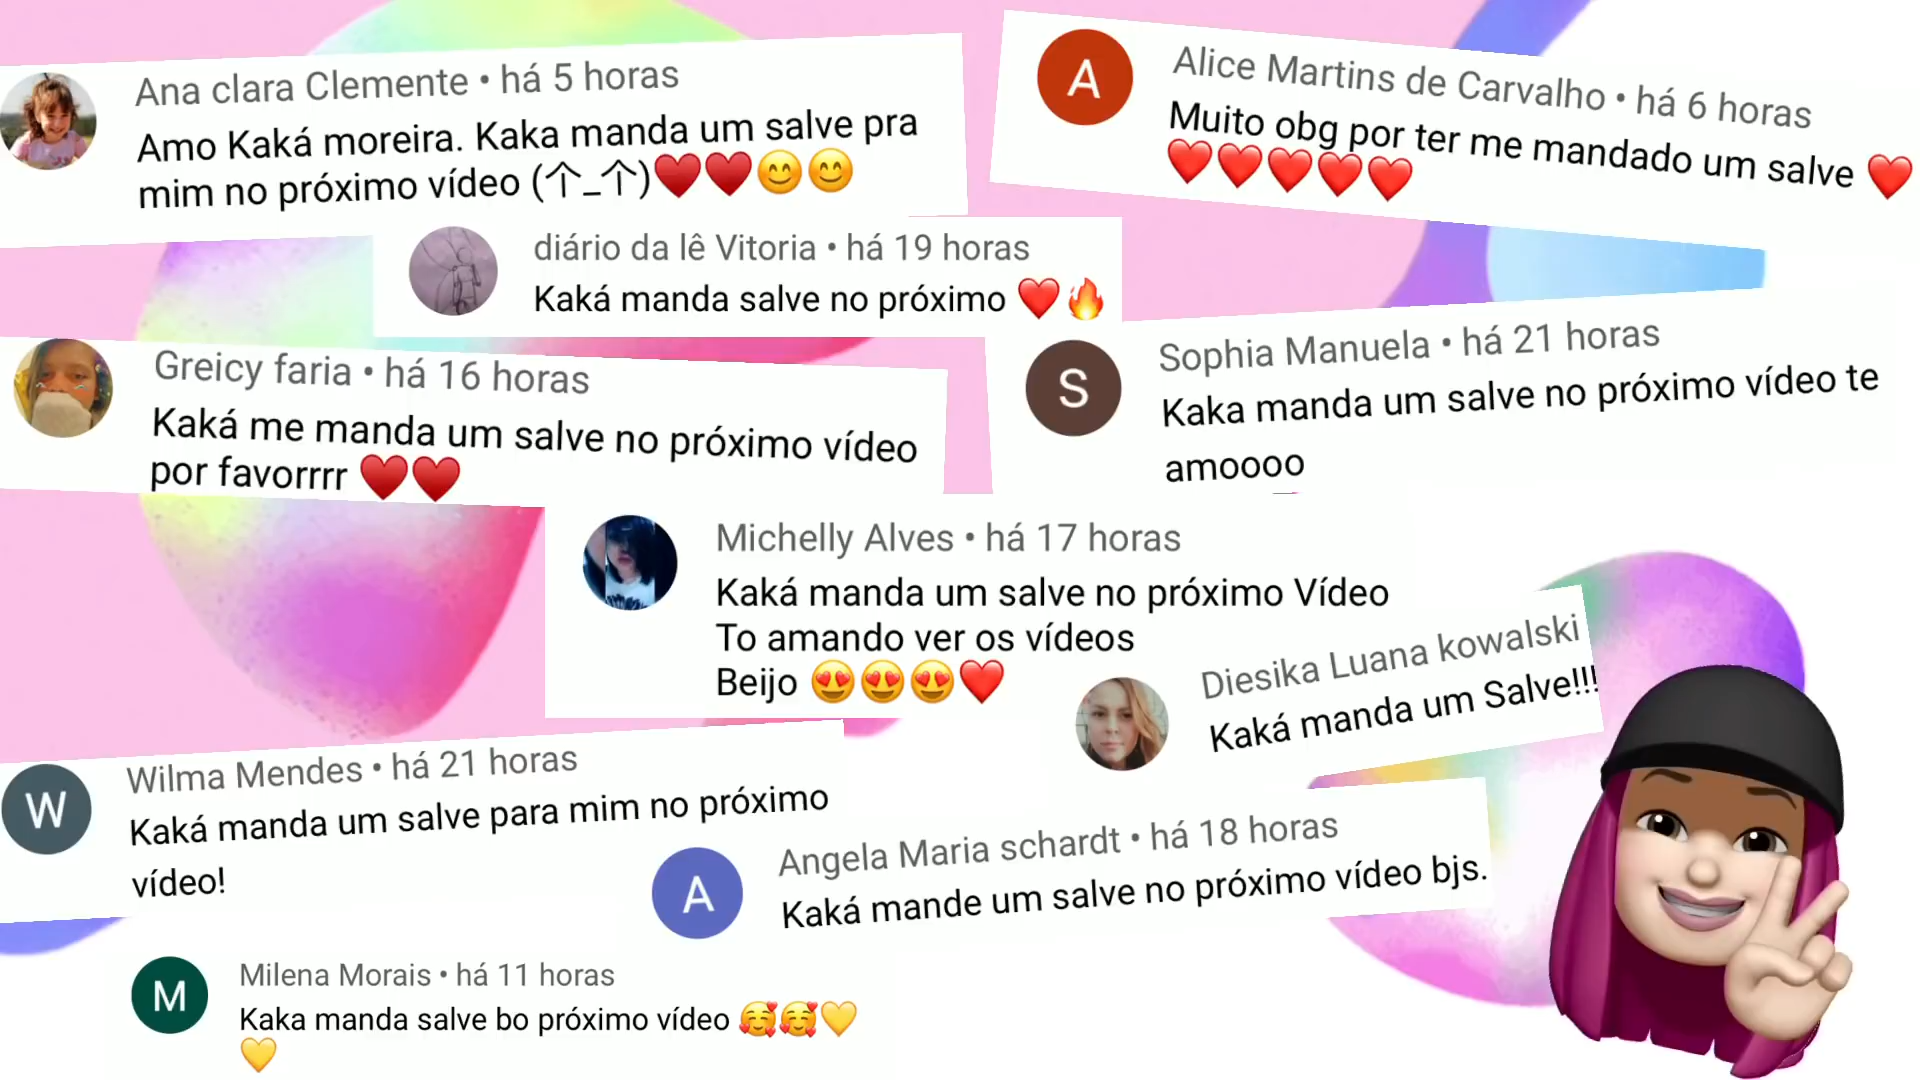 Ana clara Clemente • há 5 horas
Amo Kaká moreira. Kaka manda um salve pra
mim no próximo vídeo (个_个)♥️♥️😊😊
A
Alice Martins de Carvalho • há 6 horas
Muito obg por ter me mandado um salve ❤️
❤️❤️❤️❤️❤️
diário da lê Vitoria • há 19 horas
Kaká manda salve no próximo ❤️🔥
Greicy faria • há 16 horas
Kaká me manda um salve no próximo vídeo
por favorrrr ♥️♥️
S
Sophia Manuela • há 21 horas
Kaka manda um salve no próximo vídeo te
amoooo
Michelly Alves • há 17 horas
Kaká manda um salve no próximo Vídeo
To amando ver os vídeos
Beijo 😍😍😍❤️
Diesika Luana kowalski
Kaká manda um Salve!!!
W
Wilma Mendes • há 21 horas
Kaká manda um salve para mim no próximo
vídeo!
A
Angela Maria schardt • há 18 horas
Kaká mande um salve no próximo vídeo bjs.
M
Milena Morais • há 11 horas
Kaka manda salve bo próximo vídeo 🥰🥰💛
💛